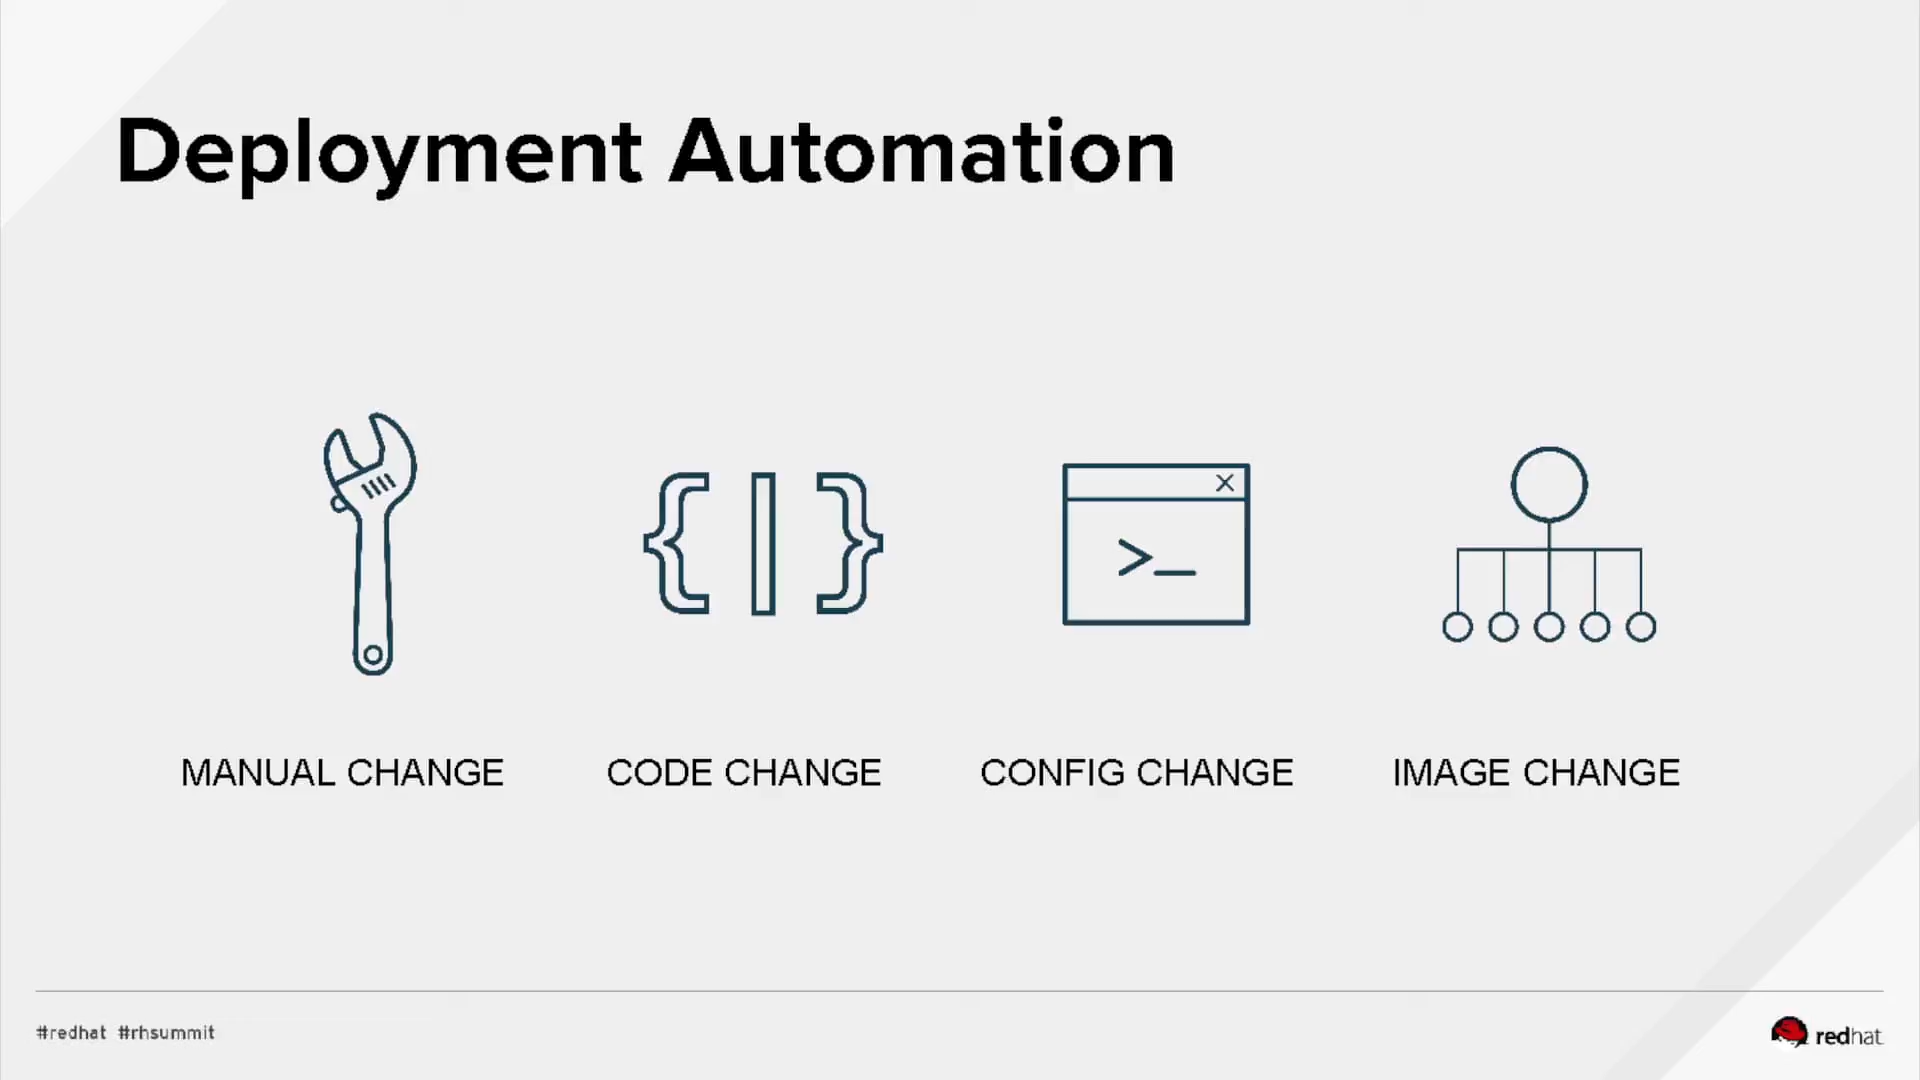 Deployment Automation
>_
MANUAL CHANGE
CODE CHANGE
CONFIG CHANGE
IMAGE CHANGE
#redhat #rhsummit
redhat.